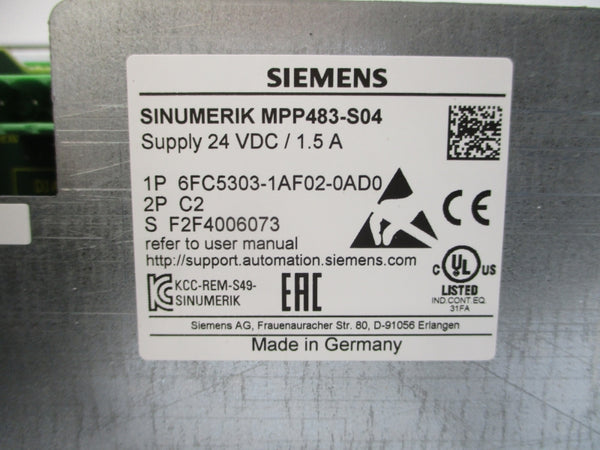 SIEMENS
SINUMERIK MPP483-S04
Supply 24 VDC / 1.5 A
1P 6FC5303-1AF02-0AD0
2P C2
S F2F4006073
refer to user manual
http://support.automation.siemens.com
CE
KCC-REM-S49-
SINUMERIK
EAC
C UL US
LISTED
IND.CONT.EQ.
31FA
Siemens AG, Frauenauracher Str. 80, D-91056 Erlangen
Made in Germany